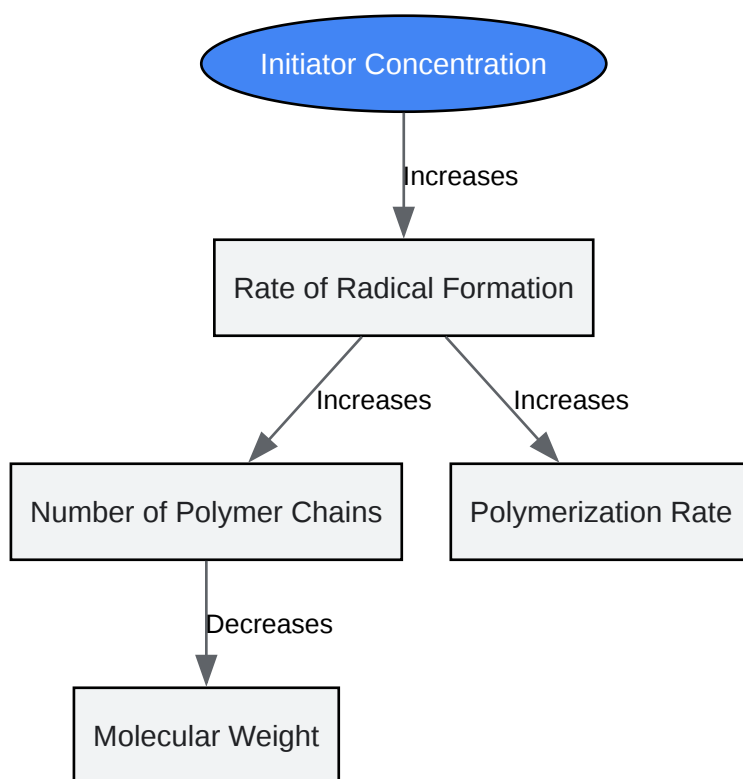 Initiator Concentration
Increases
Rate of Radical Formation
Increases
Increases
Number of Polymer Chains
Polymerization Rate
Decreases
Molecular Weight